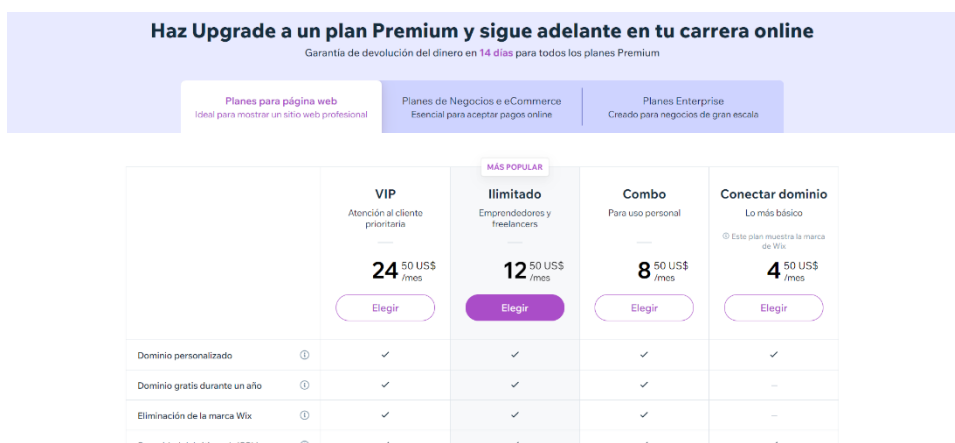 Haz Upgrade a un plan Premium y sigue adelante en tu carrera online
Garantía de devolución del dinero en 14 días para todos los planes Premium
Planes para página web
Ideal para mostrar un sitio web profesional
Planes de Negocios e eCommerce
Esencial para aceptar pagos online
Planes Enterprise
Creado para negocios de gran escala
MÁS POPULAR
VIP
Atención al cliente
prioritaria
24 50 US$
/mes
Elegir
Ilimitado
Emprendedores y
freelancers
12 50 US$
/mes
Elegir
Combo
Para uso personal
8 50 US$
/mes
Elegir
Conectar dominio
Lo más básico
Este plan muestra la marca
de Wix
4 50 US$
/mes
Elegir
Dominio personalizado
Dominio gratis durante un año
Eliminación de la marca Wix